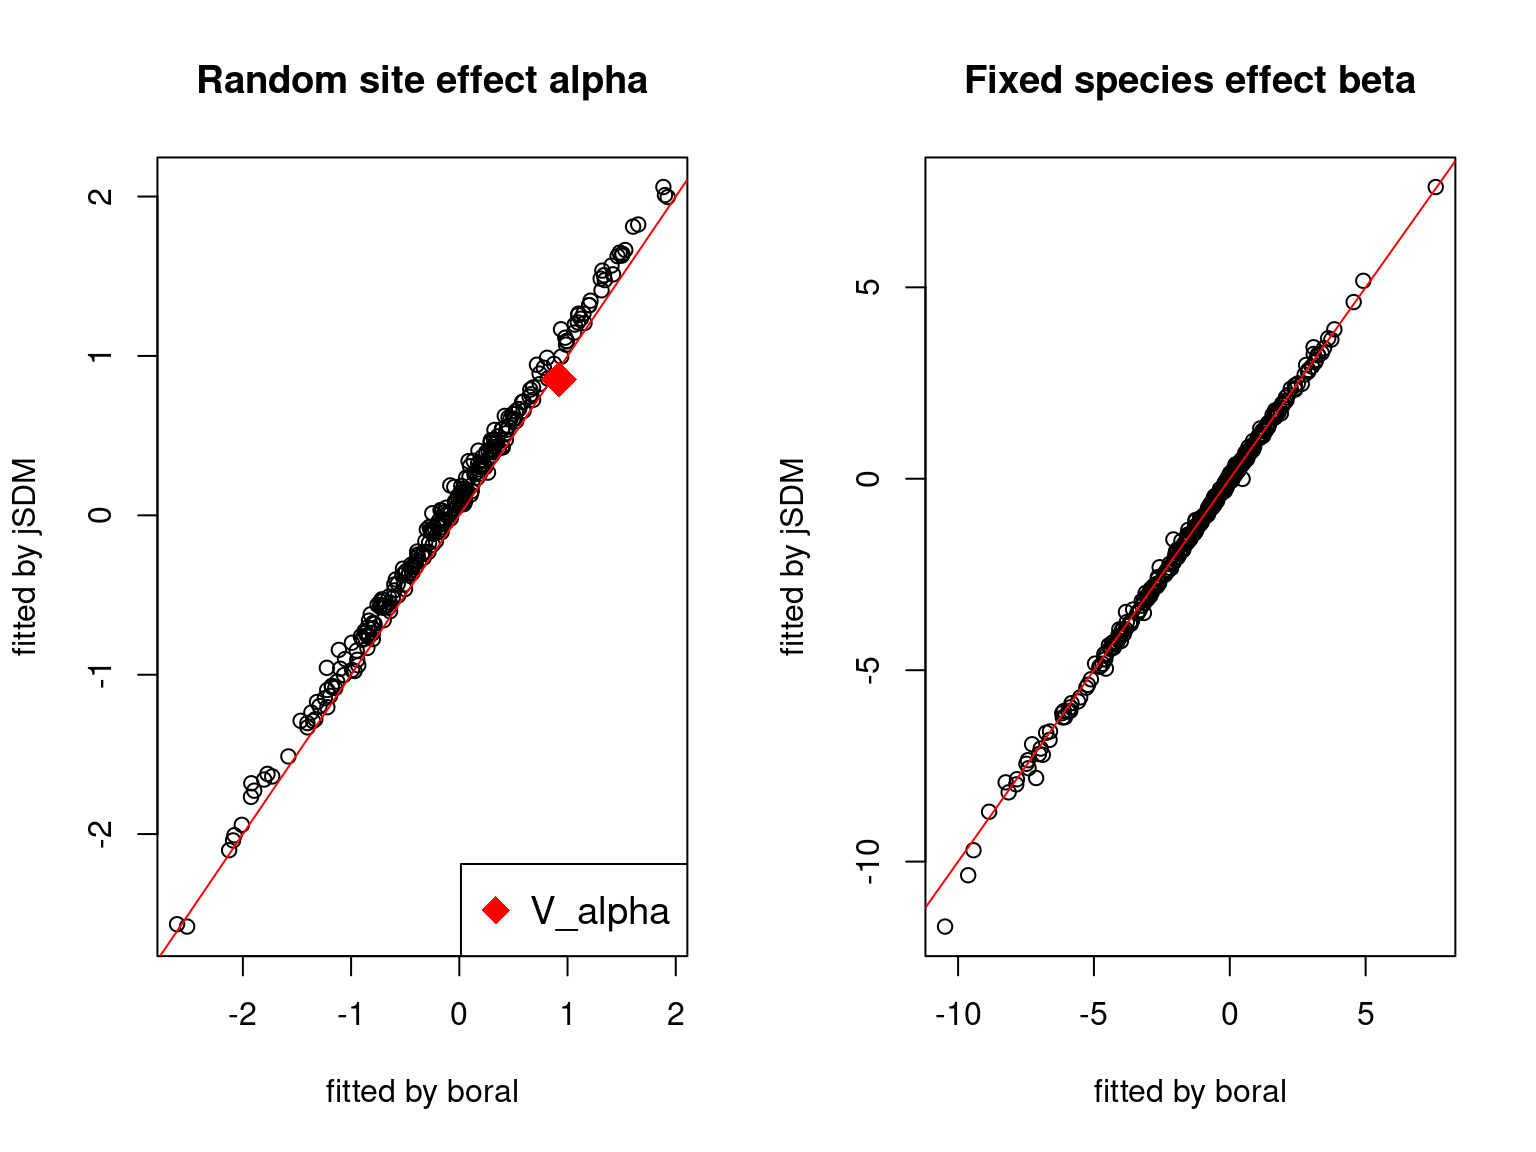 Random site effect alpha
fitted by jSDM
2
1
0
-1
-2
V_alpha
-2 -1 0 1 2
fitted by boral
Fixed species effect beta
fitted by jSDM
5
0
-5
-10
-10 -5 0 5
fitted by boral